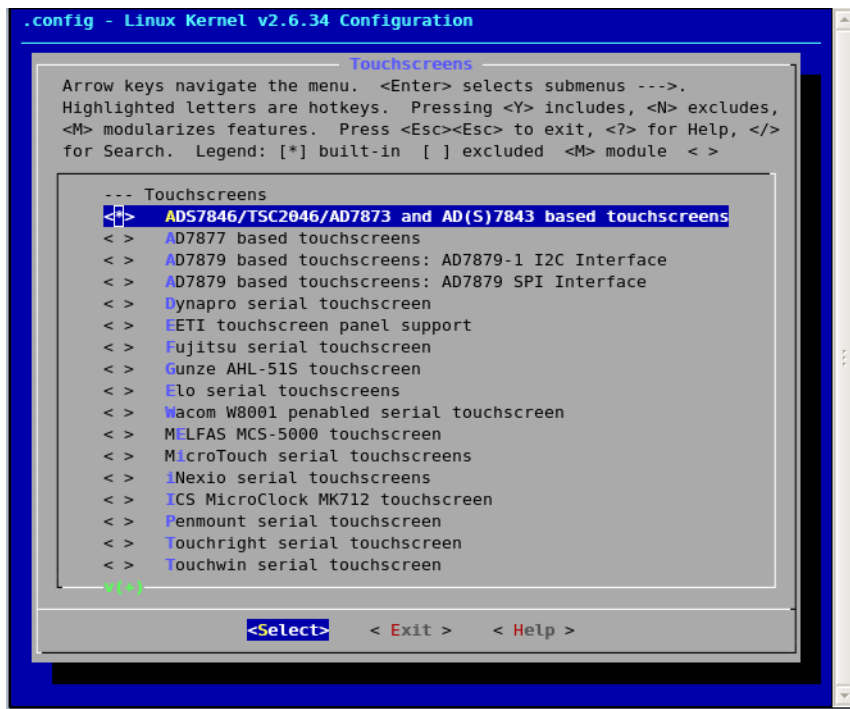 .config - Linux Kernel v2.6.34 Configuration
Touchscreens
Arrow keys navigate the menu.  <Enter> selects submenus --->.
Highlighted letters are hotkeys.  Pressing <Y> includes, <N> excludes,
<M> modularizes features.  Press <Esc><Esc> to exit, <?> for Help, </>
for Search.  Legend: [*] built-in  [ ] excluded  <M> module  < >
--- Touchscreens
<*>   ADS7846/TSC2046/AD7873 and AD(S)7843 based touchscreens
< >   AD7877 based touchscreens
< >   AD7879 based touchscreens: AD7879-1 I2C Interface
< >   AD7879 based touchscreens: AD7879 SPI Interface
< >   Dynapro serial touchscreen
< >   EETI touchscreen panel support
< >   Fujitsu serial touchscreen
< >   Gunze AHL-51S touchscreen
< >   Elo serial touchscreens
< >   Wacom W8001 penabled serial touchscreen
< >   MELFAS MCS-5000 touchscreen
< >   MicroTouch serial touchscreens
< >   iNexio serial touchscreens
< >   ICS MicroClock MK712 touchscreen
< >   Penmount serial touchscreen
< >   Touchright serial touchscreen
< >   Touchwin serial touchscreen
v(+)
<Select>    < Exit >    < Help >